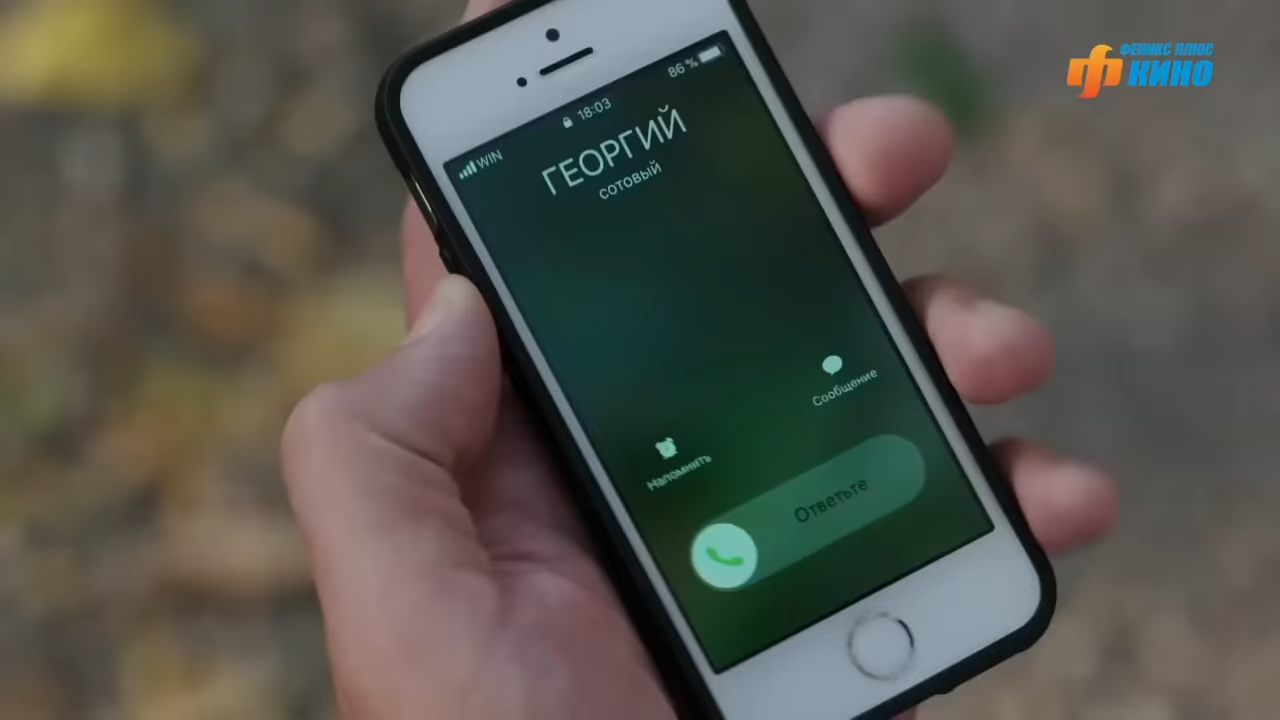 ФЕНИКС ПЛЮС
КИНО
WIN
18:03
86 %
ГЕОРГИЙ
сотовый
Сообщение
Напомнить
Ответьте